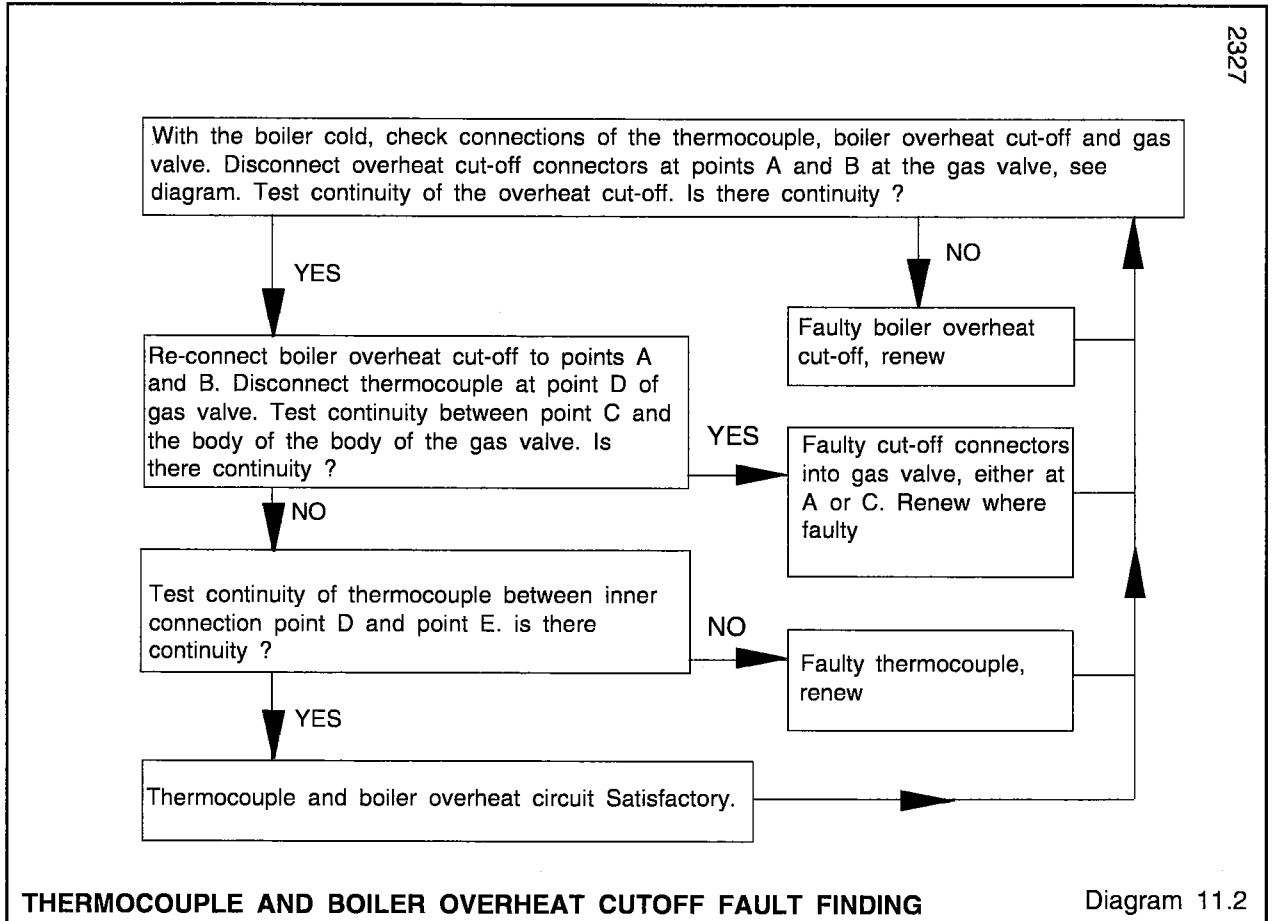 2327
With the boiler cold, check connections of the thermocouple, boiler overheat cut-off and gas
valve. Disconnect overheat cut-off connectors at points A and B at the gas valve, see
diagram. Test continuity of the overheat cut-off. Is there continuity ?
YES
NO
Faulty boiler overheat
cut-off, renew
Re-connect boiler overheat cut-off to points A
and B. Disconnect thermocouple at point D of
gas valve. Test continuity between point C and
the body of the body of the gas valve. Is
there continuity ?
YES
Faulty cut-off connectors
into gas valve, either at
A or C. Renew where
faulty
NO
Test continuity of thermocouple between inner
connection point D and point E. is there
continuity ?
NO
Faulty thermocouple,
renew
YES
Thermocouple and boiler overheat circuit Satisfactory.
THERMOCOUPLE AND BOILER OVERHEAT CUTOFF FAULT FINDING
Diagram 11.2